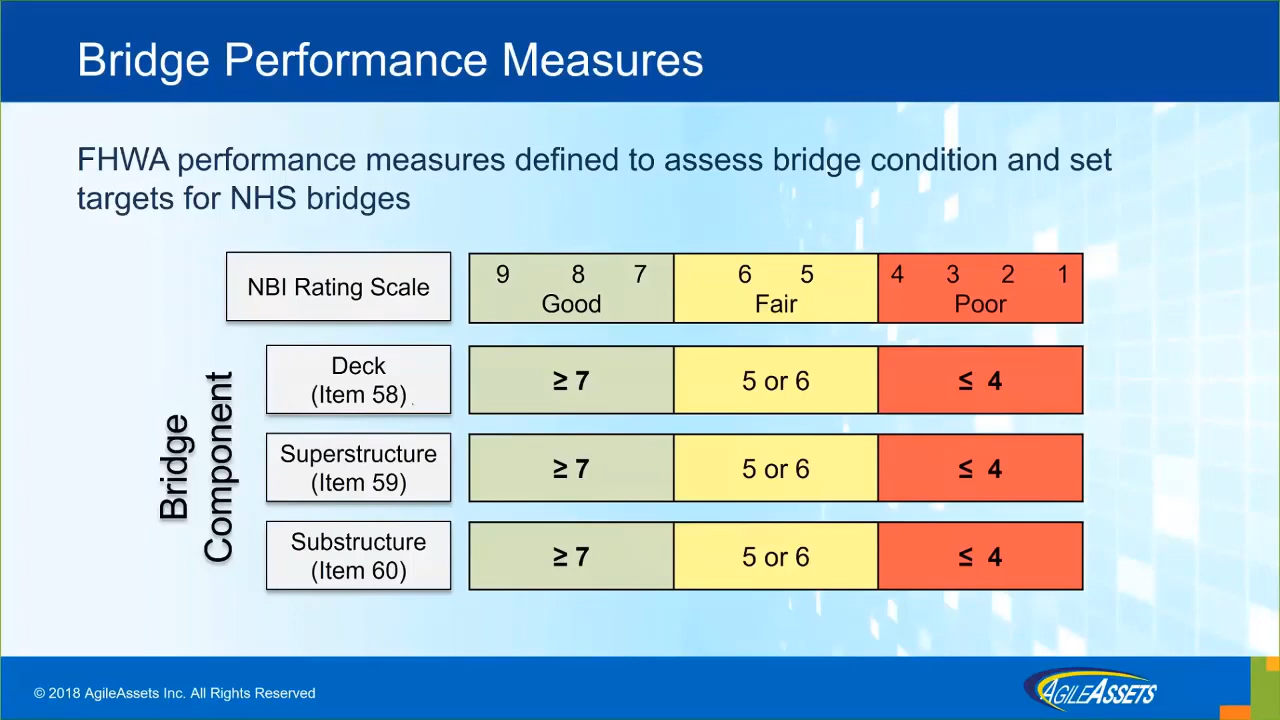 Bridge Performance Measures
FHWA performance measures defined to assess bridge condition and set
targets for NHS bridges
NBI Rating Scale
9 8 7
Good
6 5
Fair
4 3 2 1
Poor
Bridge
Component
Deck
(Item 58)
≥ 7
5 or 6
≤ 4
Superstructure
(Item 59)
≥ 7
5 or 6
≤ 4
Substructure
(Item 60)
≥ 7
5 or 6
≤ 4
© 2018 AgileAssets Inc. All Rights Reserved
AGILEASSETS